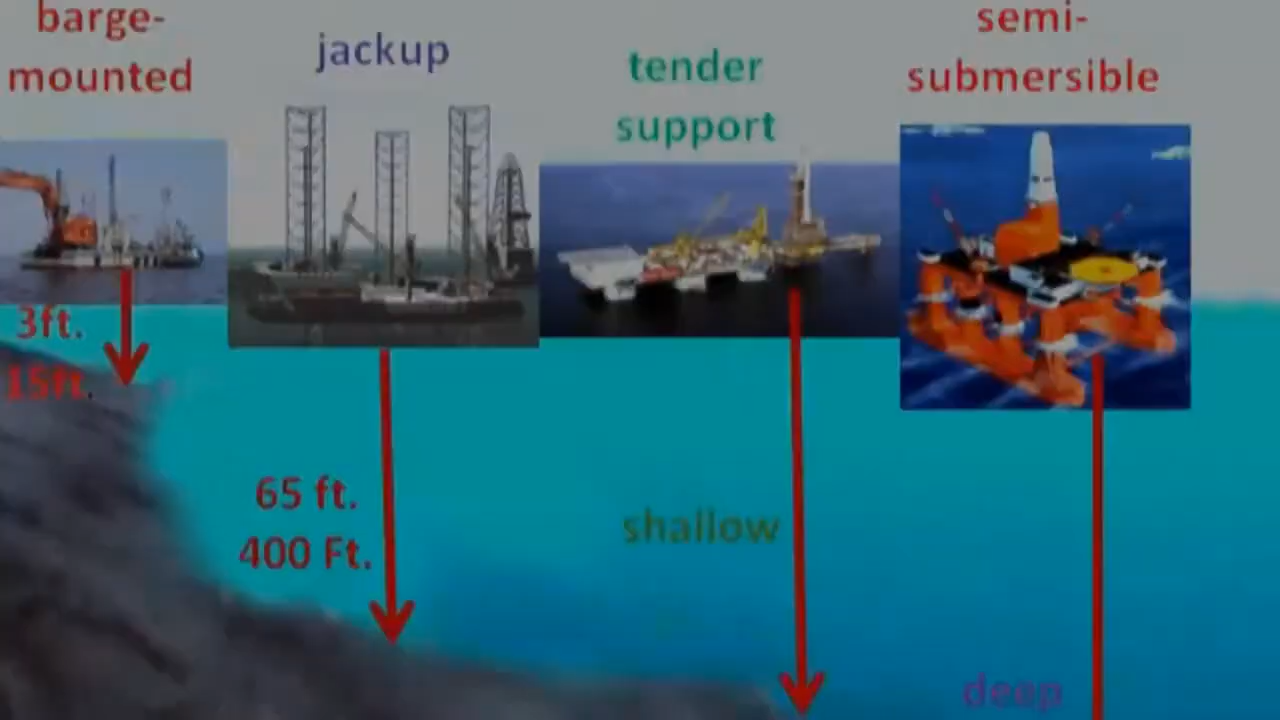 barge-
mounted
jackup
tender
support
semi-
submersible
3ft.
15ft.
65 ft.
400 Ft.
shallow
deep